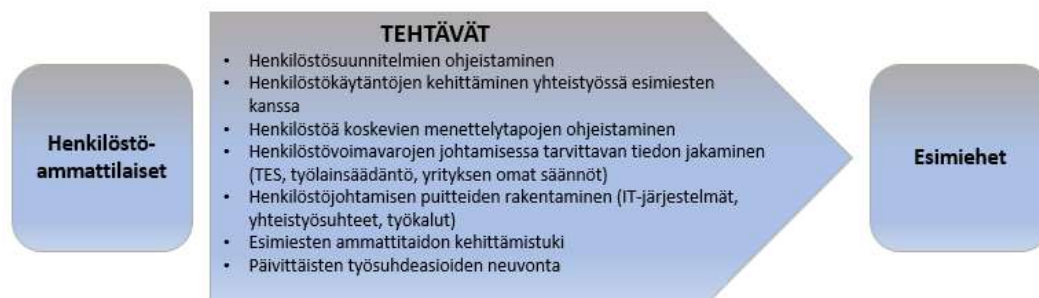 TEHTÄVÄT
• Henkilöstösuunnitelmien ohjeistaminen
• Henkilöstökäytäntöjen kehittäminen yhteistyössä esimiesten
kanssa
• Henkilöstöä koskevien menettelytapojen ohjeistaminen
• Henkilöstövoimavarojen johtamisessa tarvittavan tiedon jakaminen
(TES, työlainsäädäntö, yrityksen omat säännöt)
• Henkilöstöjohtamisen puitteiden rakentaminen (IT-järjestelmät,
yhteistyösuhteet, työkalut)
• Esimiesten ammattitaidon kehittämistuki
• Päivittäisten työsuhdeasioiden neuvonta
Henkilöstö-
ammattilaiset
Esimiehet